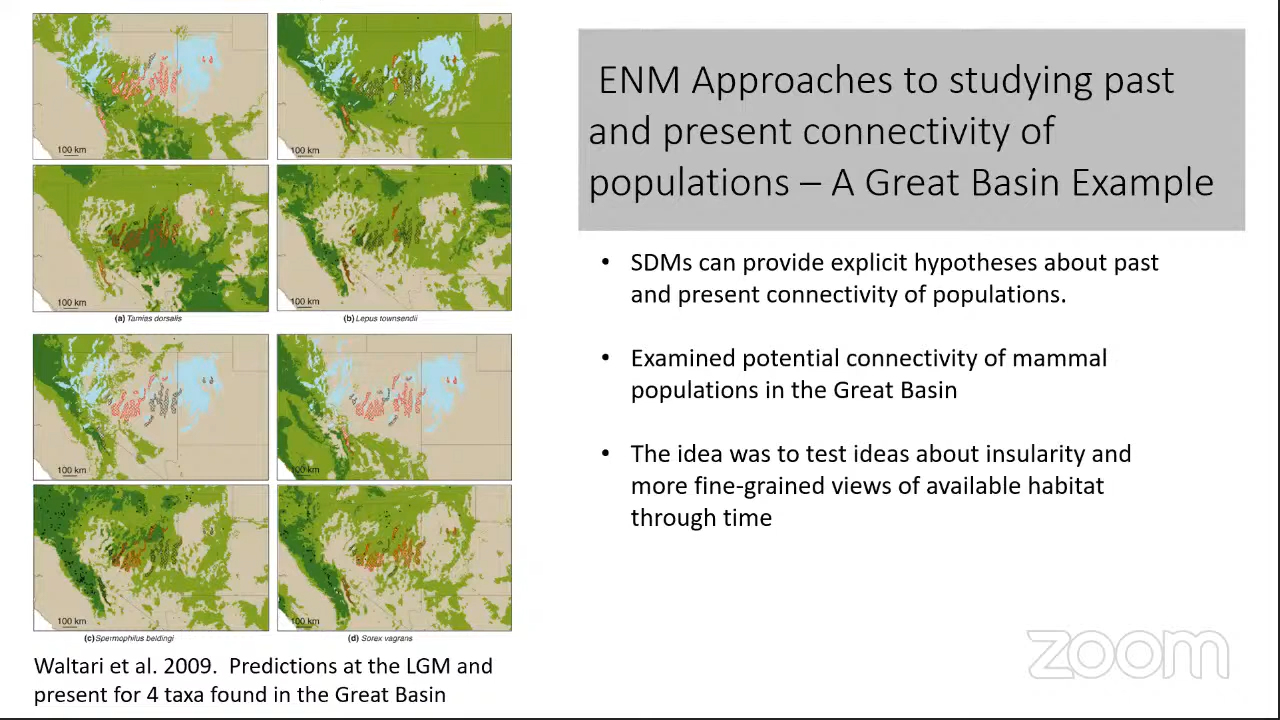 ENM Approaches to studying past
and present connectivity of
populations – A Great Basin Example
• SDMs can provide explicit hypotheses about past
and present connectivity of populations.
• Examined potential connectivity of mammal
populations in the Great Basin
• The idea was to test ideas about insularity and
more fine-grained views of available habitat
through time
100 km
100 km
100 km
100 km
(a) Tamias dorsalis
(b) Lepus townsendii
100 km
100 km
100 km
100 km
(c) Spermophilus beldingi
(d) Sorex vagrans
Waltari et al. 2009. Predictions at the LGM and
present for 4 taxa found in the Great Basin
zoom